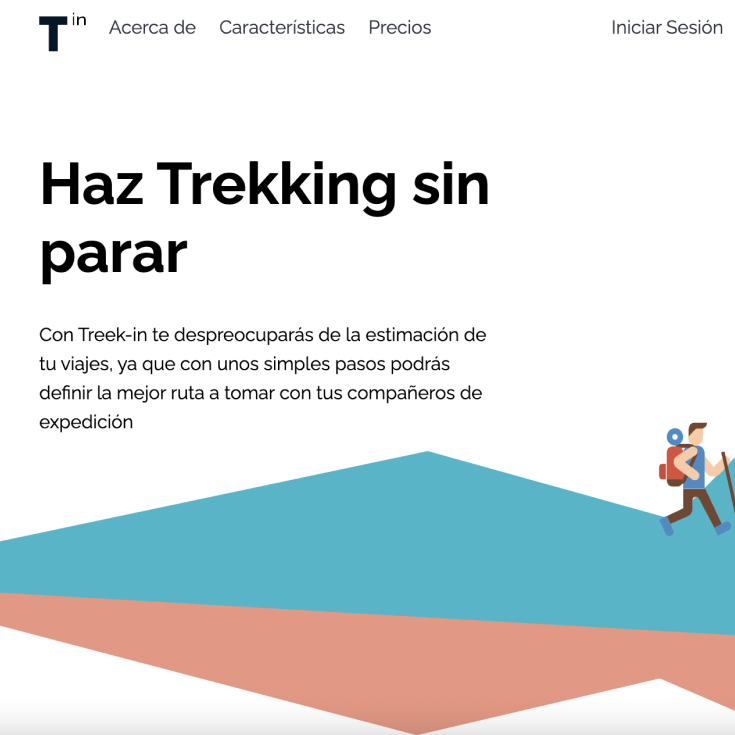 T in Acerca de Características Precios Iniciar Sesión
Haz Trekking sin
parar
Con Treek-in te despreocuparás de la estimación de
tu viajes, ya que con unos simples pasos podrás
definir la mejor ruta a tomar con tus compañeros de
expedición